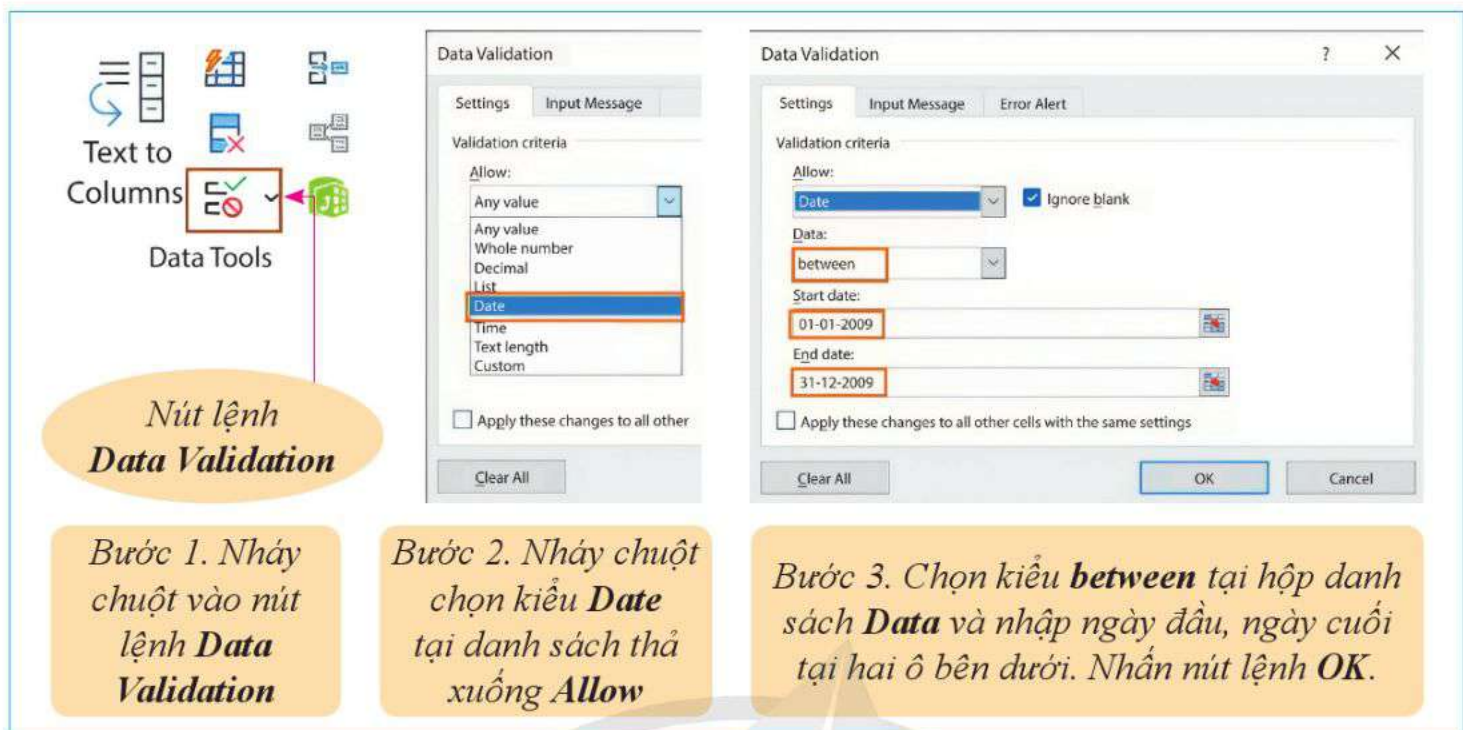 Text to
Columns
Data Tools
Nút lệnh
Data Validation
Data Validation
Settings Input Message
Validation criteria
Allow:
Any value
Any value
Whole number
Decimal
List
Date
Time
Text length
Custom
Apply these changes to all other
Clear All
Data Validation ? ×
Settings Input Message Error Alert
Validation criteria
Allow:
Date Ignore blank
Data:
between
Start date:
01-01-2009
End date:
31-12-2009
Apply these changes to all other cells with the same settings
Clear All OK Cancel
Bước 1. Nháy
chuột vào nút
lệnh Data
Validation
Bước 2. Nháy chuột
chọn kiểu Date
tại danh sách thả
xuống Allow
Bước 3. Chọn kiểu between tại hộp danh
sách Data và nhập ngày đầu, ngày cuối
tại hai ô bên dưới. Nhấn nút lệnh OK.